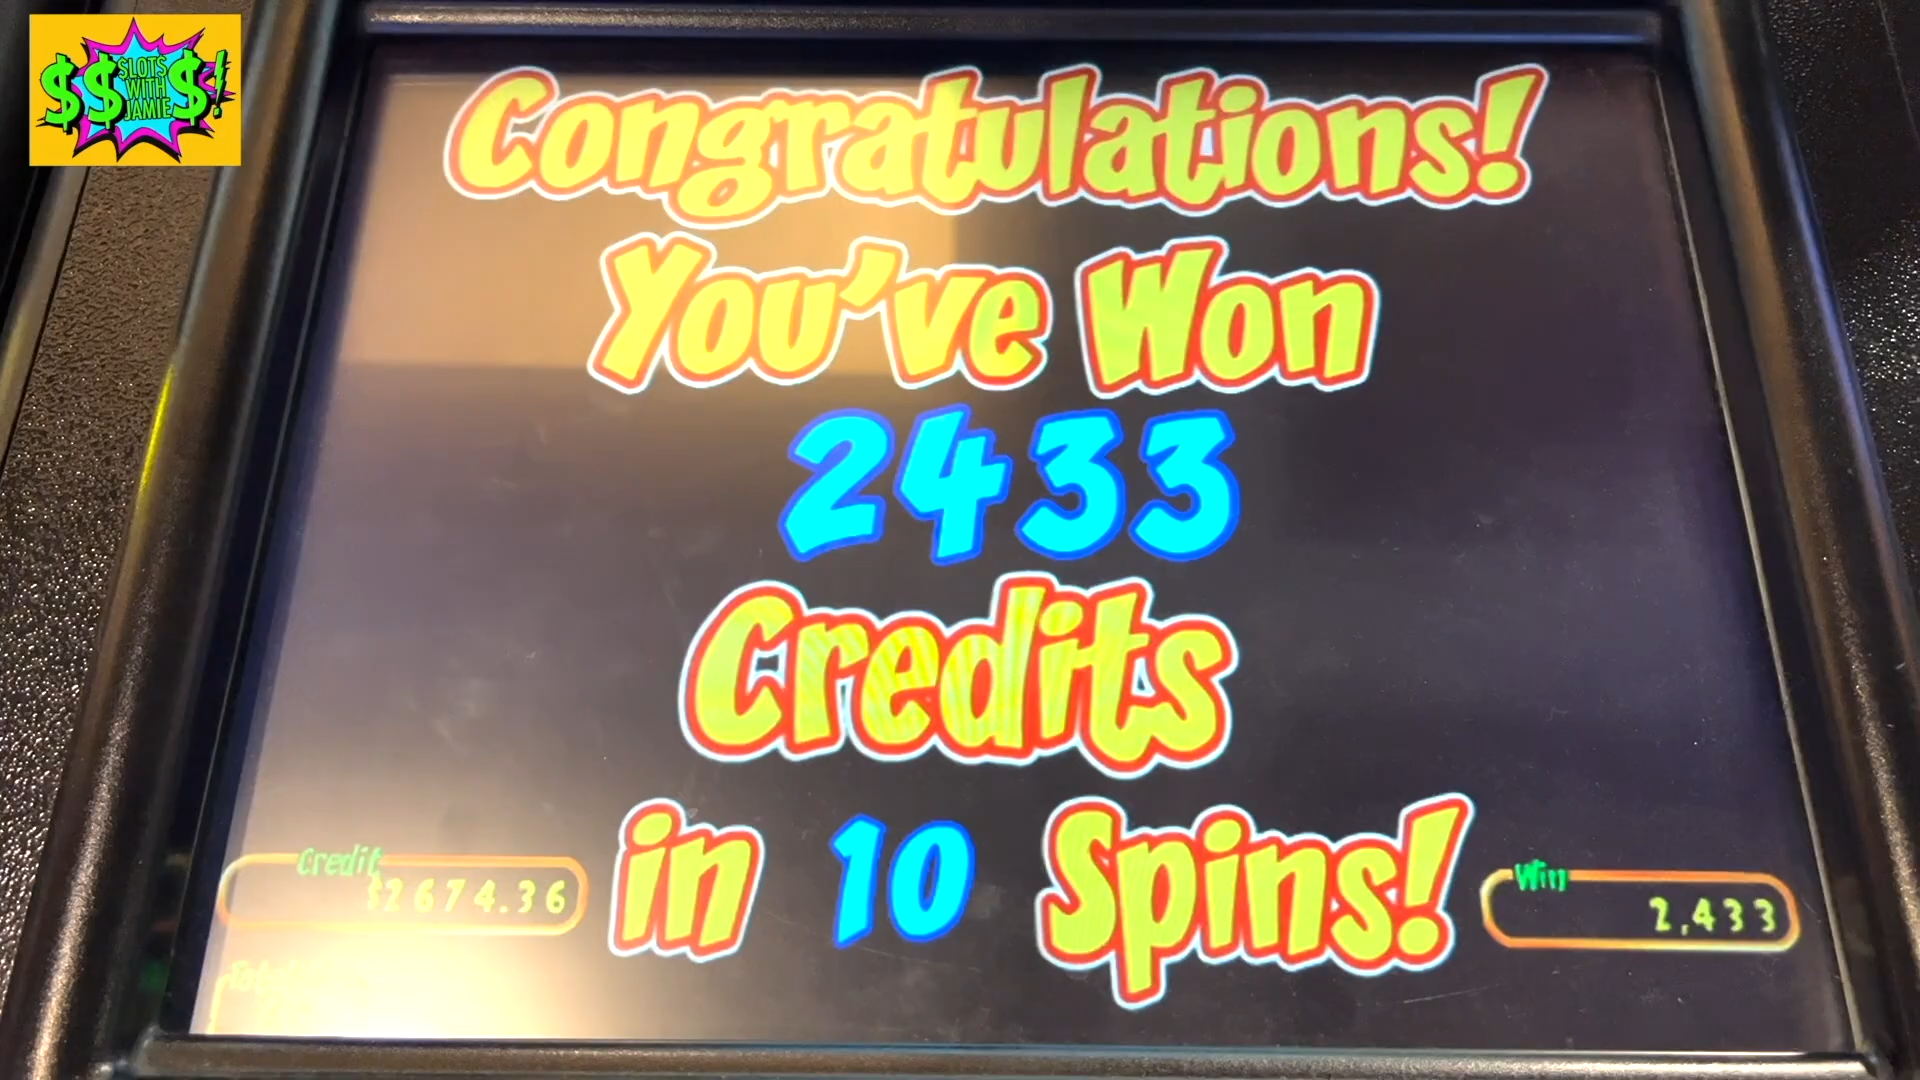 $$ SLOTS WITH JAMIE $!
Congratulations!
You've Won
2433
Credits
in 10 Spins!
Credit
$2674.36
Win
2,433